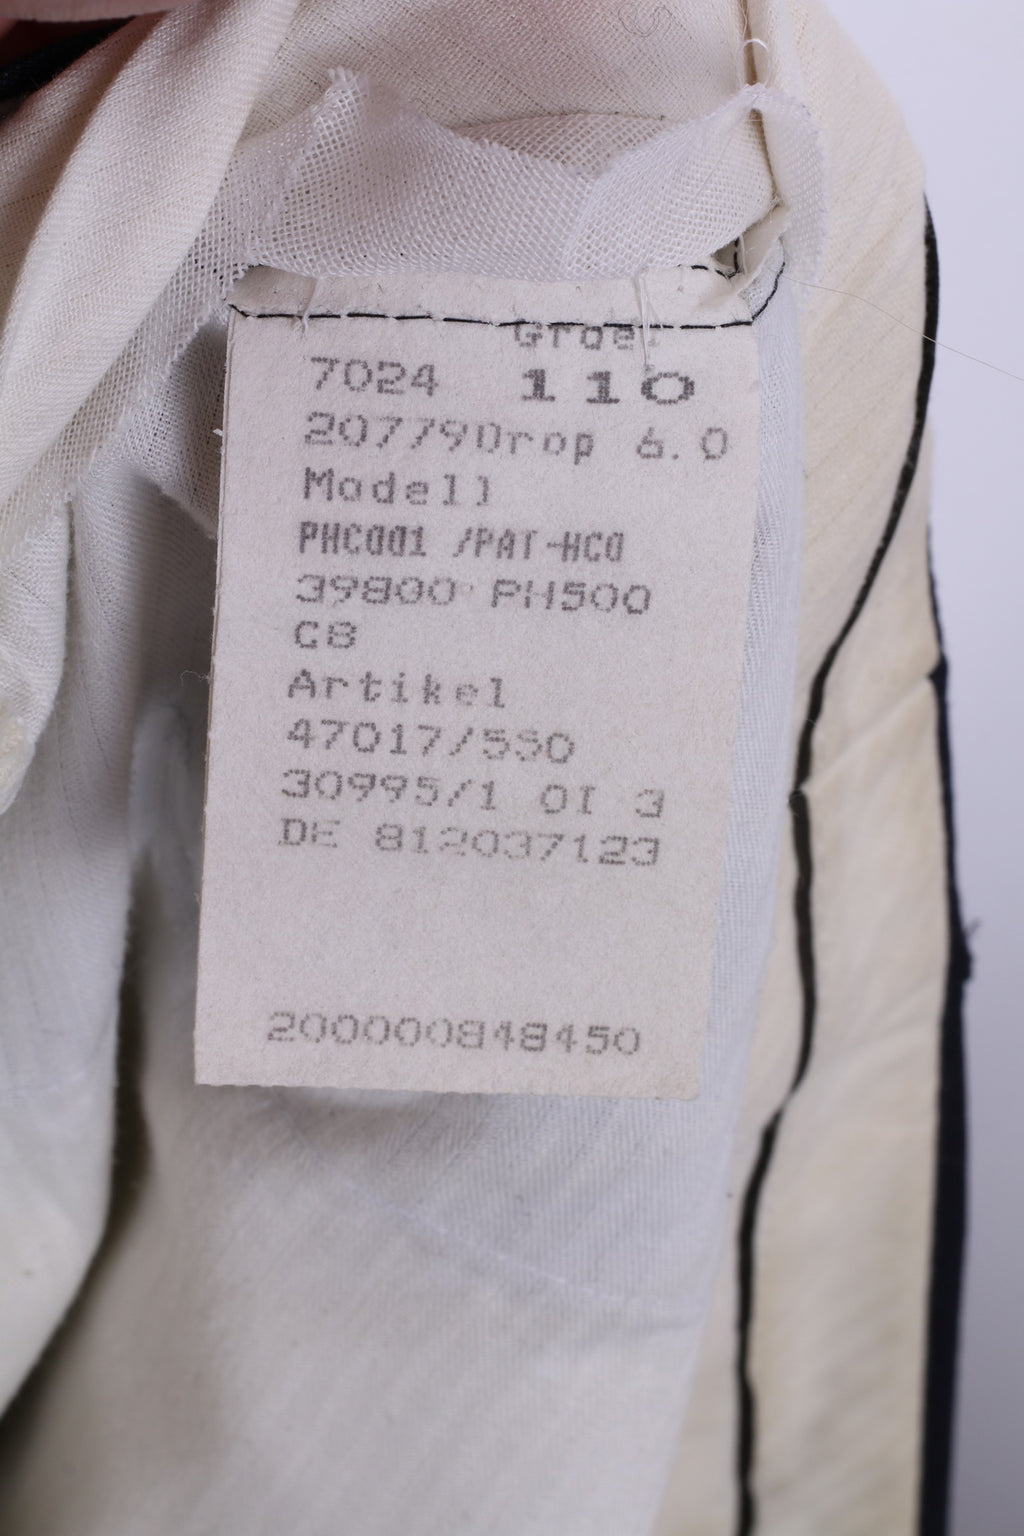 Groe
7024 110
20779Drop 6.0
Modell
PHC001 /PAT-HCO
39800 PH500
C8
Artikel
47017/550
30995/1 OI 3
DE 812037123
200000848450